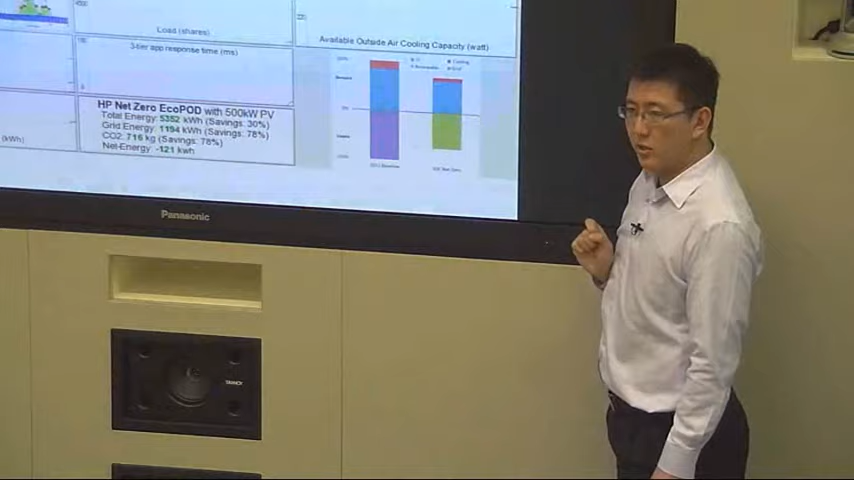 Load (shares)
3-tier app response time (ms)
Available Outside Air Cooling Capacity (watt)
HP Net Zero EcoPOD with 500kW PV
Total Energy: 5352 kWh (Savings: 30%)
Grid Energy: 1194 kWh (Savings: 78%)
CO2: 716 kg (Savings: 78%)
Net-Energy: -121 kwh
(kWh)
Panasonic
TANNOY